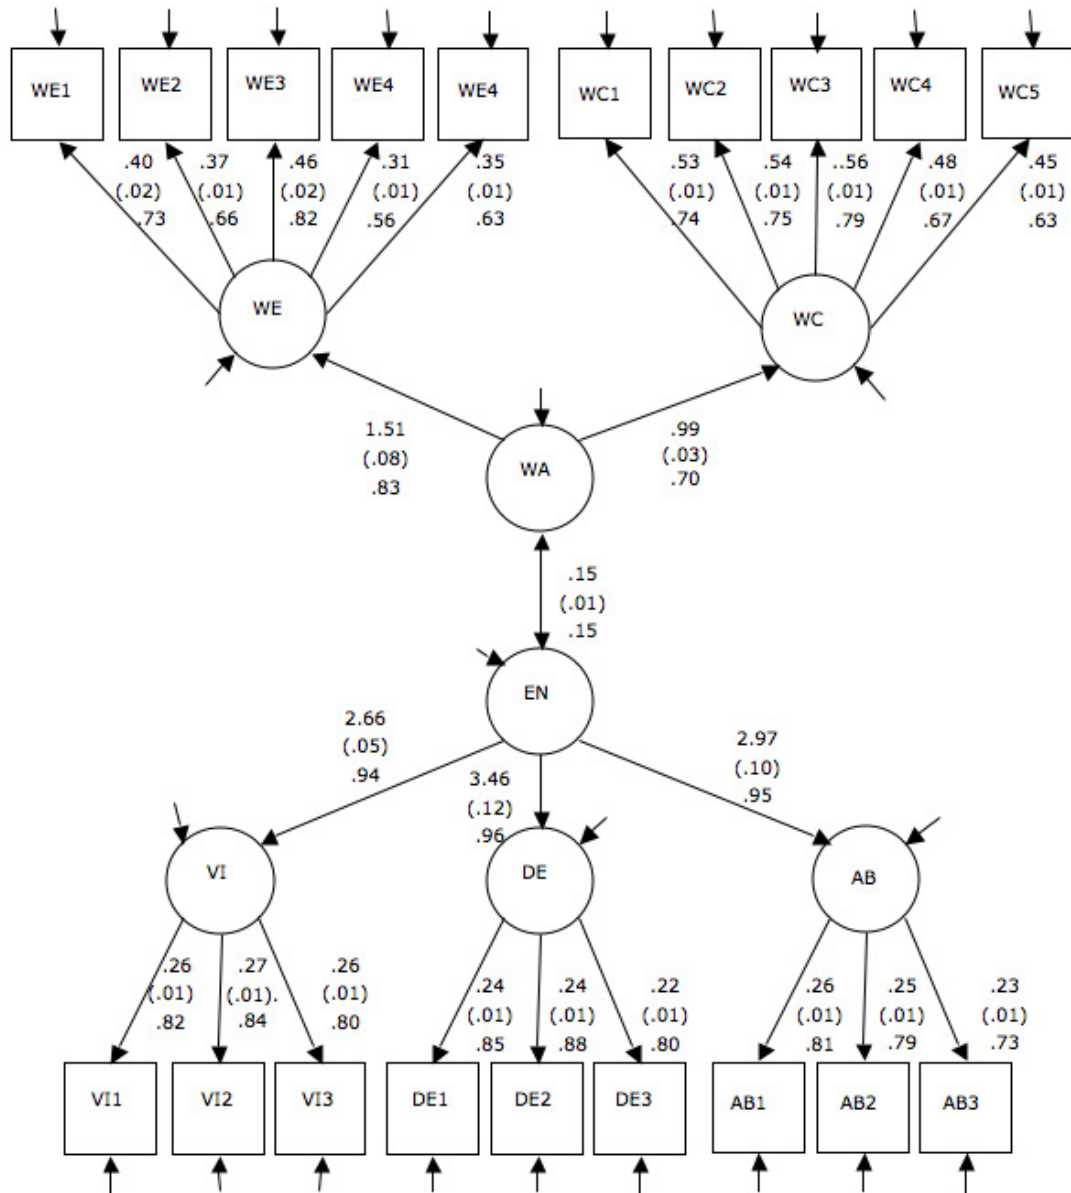 WE1 WE2 WE3 WE4 WE4 WC1 WC2 WC3 WC4 WC5
.40 .37 .46 .31 .35 .53 .54 ..56 .48 .45
(.02) (.01) (.02) (.01) (.01) (.01) (.01) (.01) (.01) (.01)
.73 .66 .82 .56 .63 .74 .75 .79 .67 .63
WE WC
1.51 .99
(.08) (.03)
.83 WA .70
.15
(.01)
.15
EN
2.66 2.97
(.05) (.10)
.94 3.46 .95
(.12)
.96
VI DE AB
.26 .27 .26 .24 .24 .22 .26 .25 .23
(.01) (.01). (.01) (.01) (.01) (.01) (.01) (.01) (.01)
.82 .84 .80 .85 .88 .80 .81 .79 .73
VI1 VI2 VI3 DE1 DE2 DE3 AB1 AB2 AB3